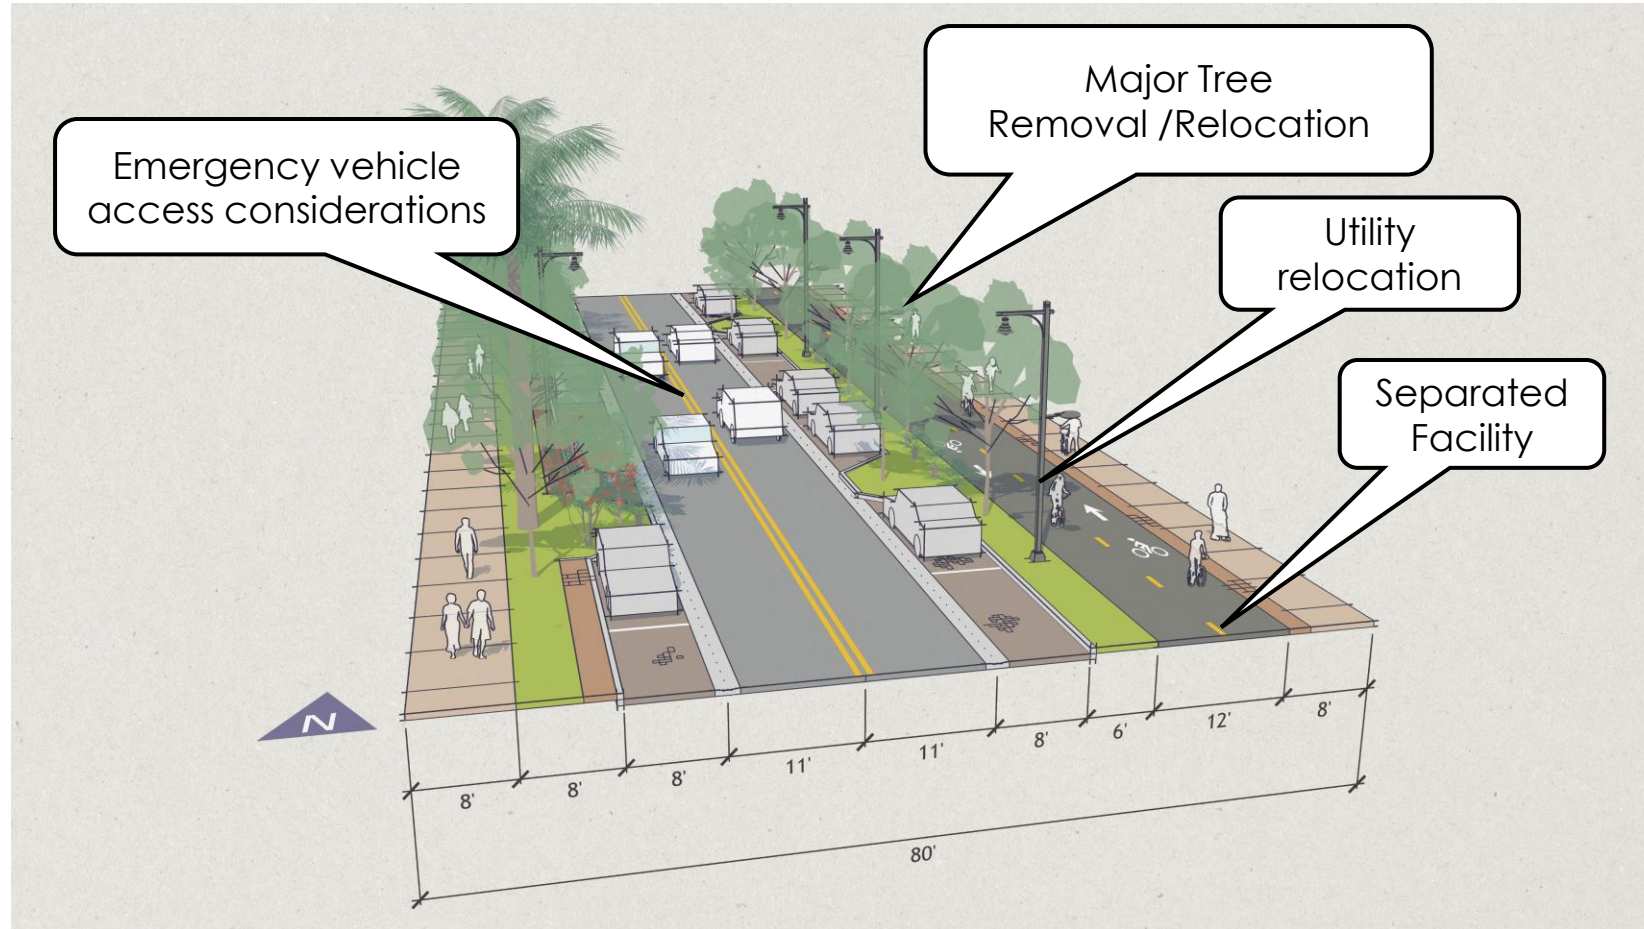 Major Tree
Removal /Relocation
Emergency vehicle
access considerations
Utility
relocation
Separated
Facility
N
8'
8'
8'
11'
11'
8'
6'
12'
8'
80'